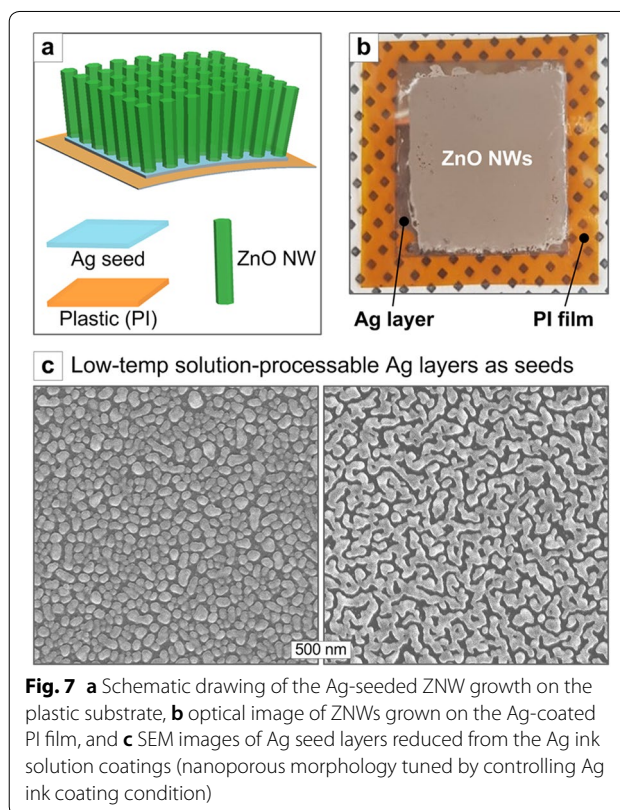 a
b
ZnO NWs
Ag seed
ZnO NW
Plastic (PI)
Ag layer
PI film
c Low-temp solution-processable Ag layers as seeds
500 nm
Fig. 7 a Schematic drawing of the Ag-seeded ZNW growth on the
plastic substrate, b optical image of ZNWs grown on the Ag-coated
PI film, and c SEM images of Ag seed layers reduced from the Ag ink
solution coatings (nanoporous morphology tuned by controlling Ag
ink coating condition)